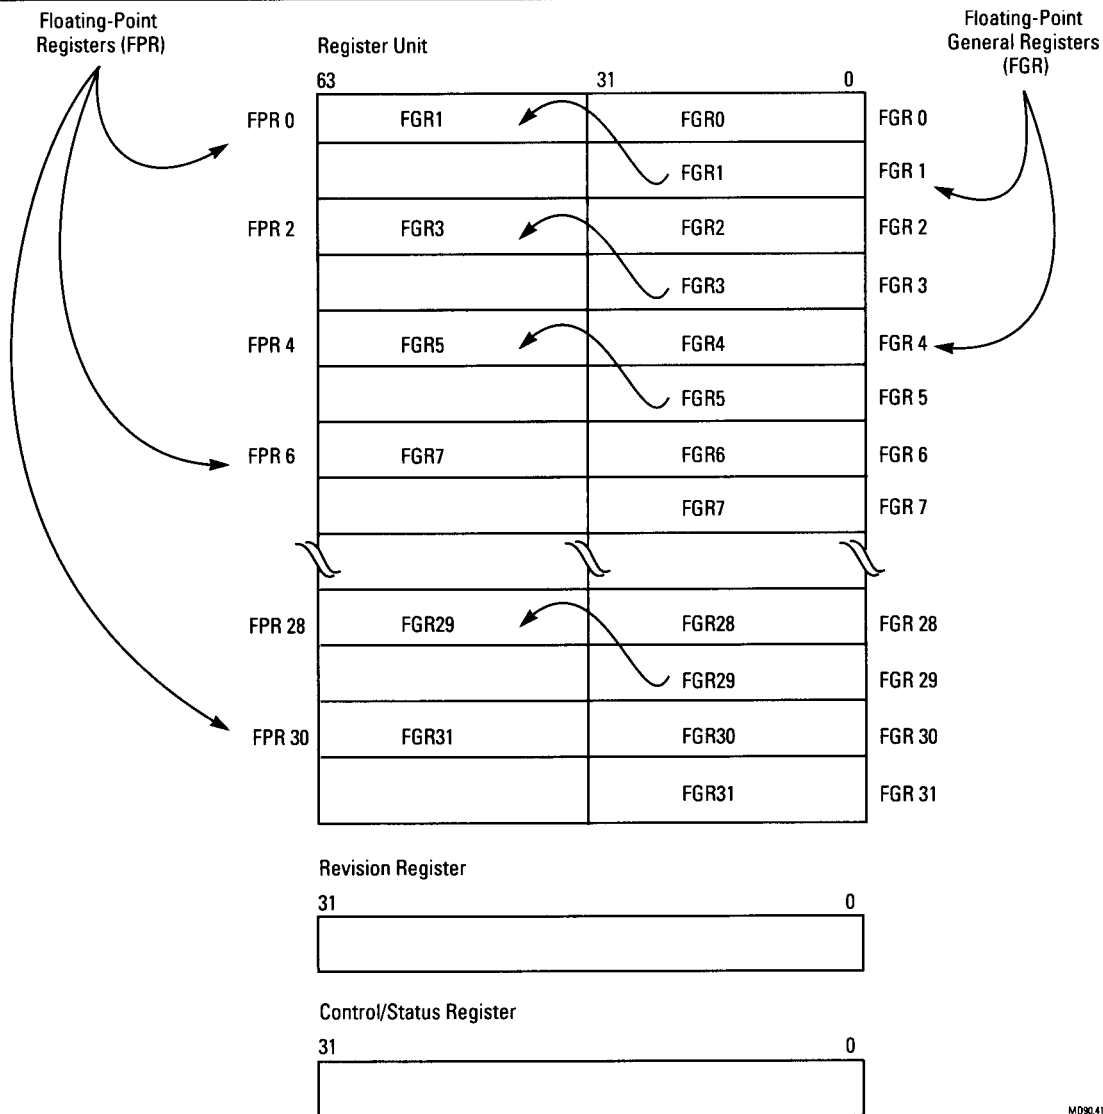 Floating-Point
Registers (FPR)
Floating-Point
General Registers
(FGR)
Register Unit
63 31 0
FPR 0 FGR1 FGR0 FGR 0
FGR1 FGR 1
FPR 2 FGR3 FGR2 FGR 2
FGR3 FGR 3
FPR 4 FGR5 FGR4 FGR 4
FGR5 FGR 5
FPR 6 FGR7 FGR6 FGR 6
FGR7 FGR 7
FPR 28 FGR29 FGR28 FGR 28
FGR29 FGR 29
FPR 30 FGR31 FGR30 FGR 30
FGR31 FGR 31
Revision Register
31 0
Control/Status Register
31 0
MD90.41